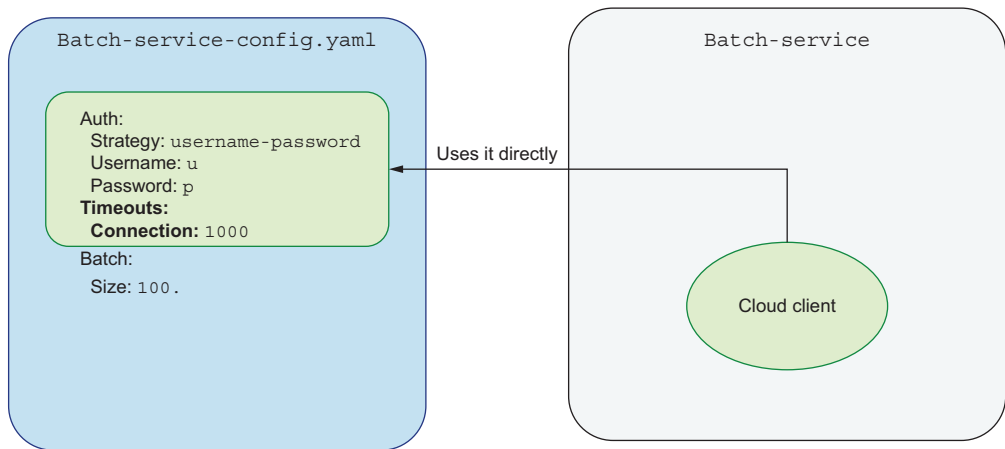 Batch-service-config.yaml
Auth:
Strategy: username-password
Username: u
Password: p
Timeouts:
Connection: 1000
Batch:
Size: 100.
Uses it directly
Batch-service
Cloud client